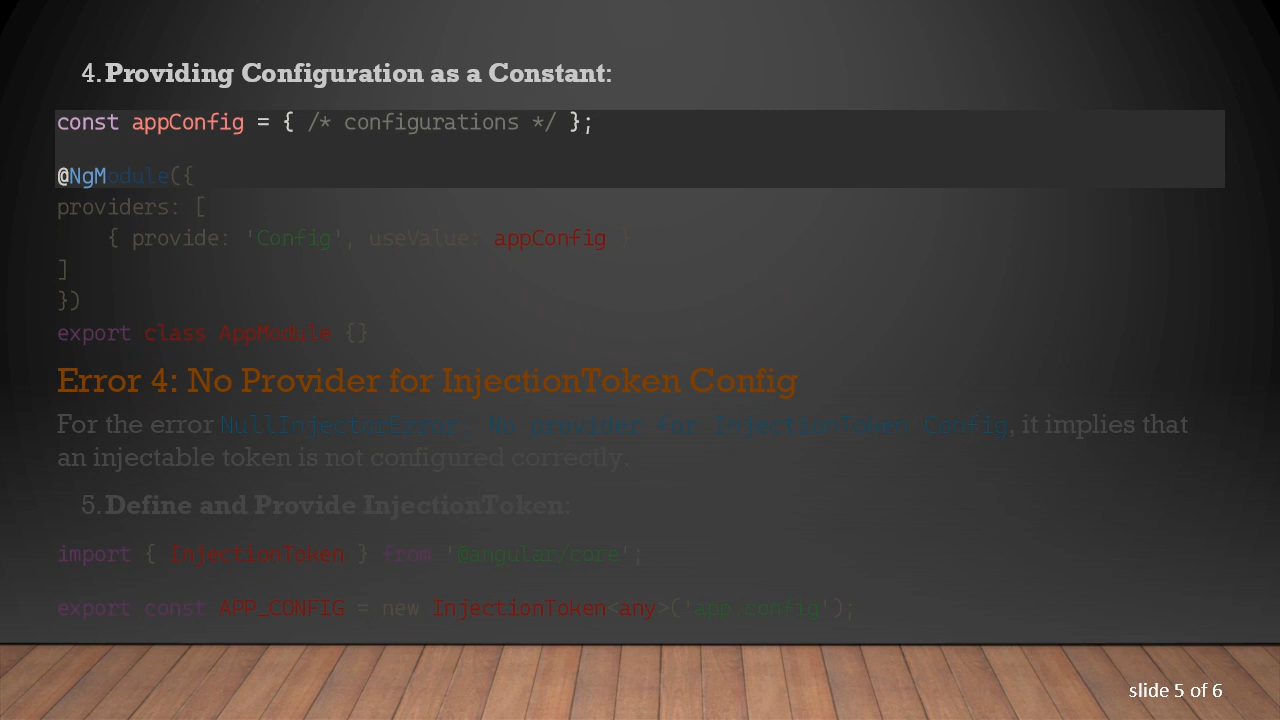 4. Providing Configuration as a Constant:
const appConfig = { /* configurations */ };
@NgModule({
providers: [
{ provide: 'Config', useValue: appConfig }
]
})
export class AppModule {}
Error 4: No Provider for InjectionToken Config
For the error NullInjectorError: No provider for InjectionToken Config, it implies that
an injectable token is not configured correctly.
5. Define and Provide InjectionToken:
import { InjectionToken } from '@angular/core';
export const APP_CONFIG = new InjectionToken<any>('app.config');
slide 5 of 6